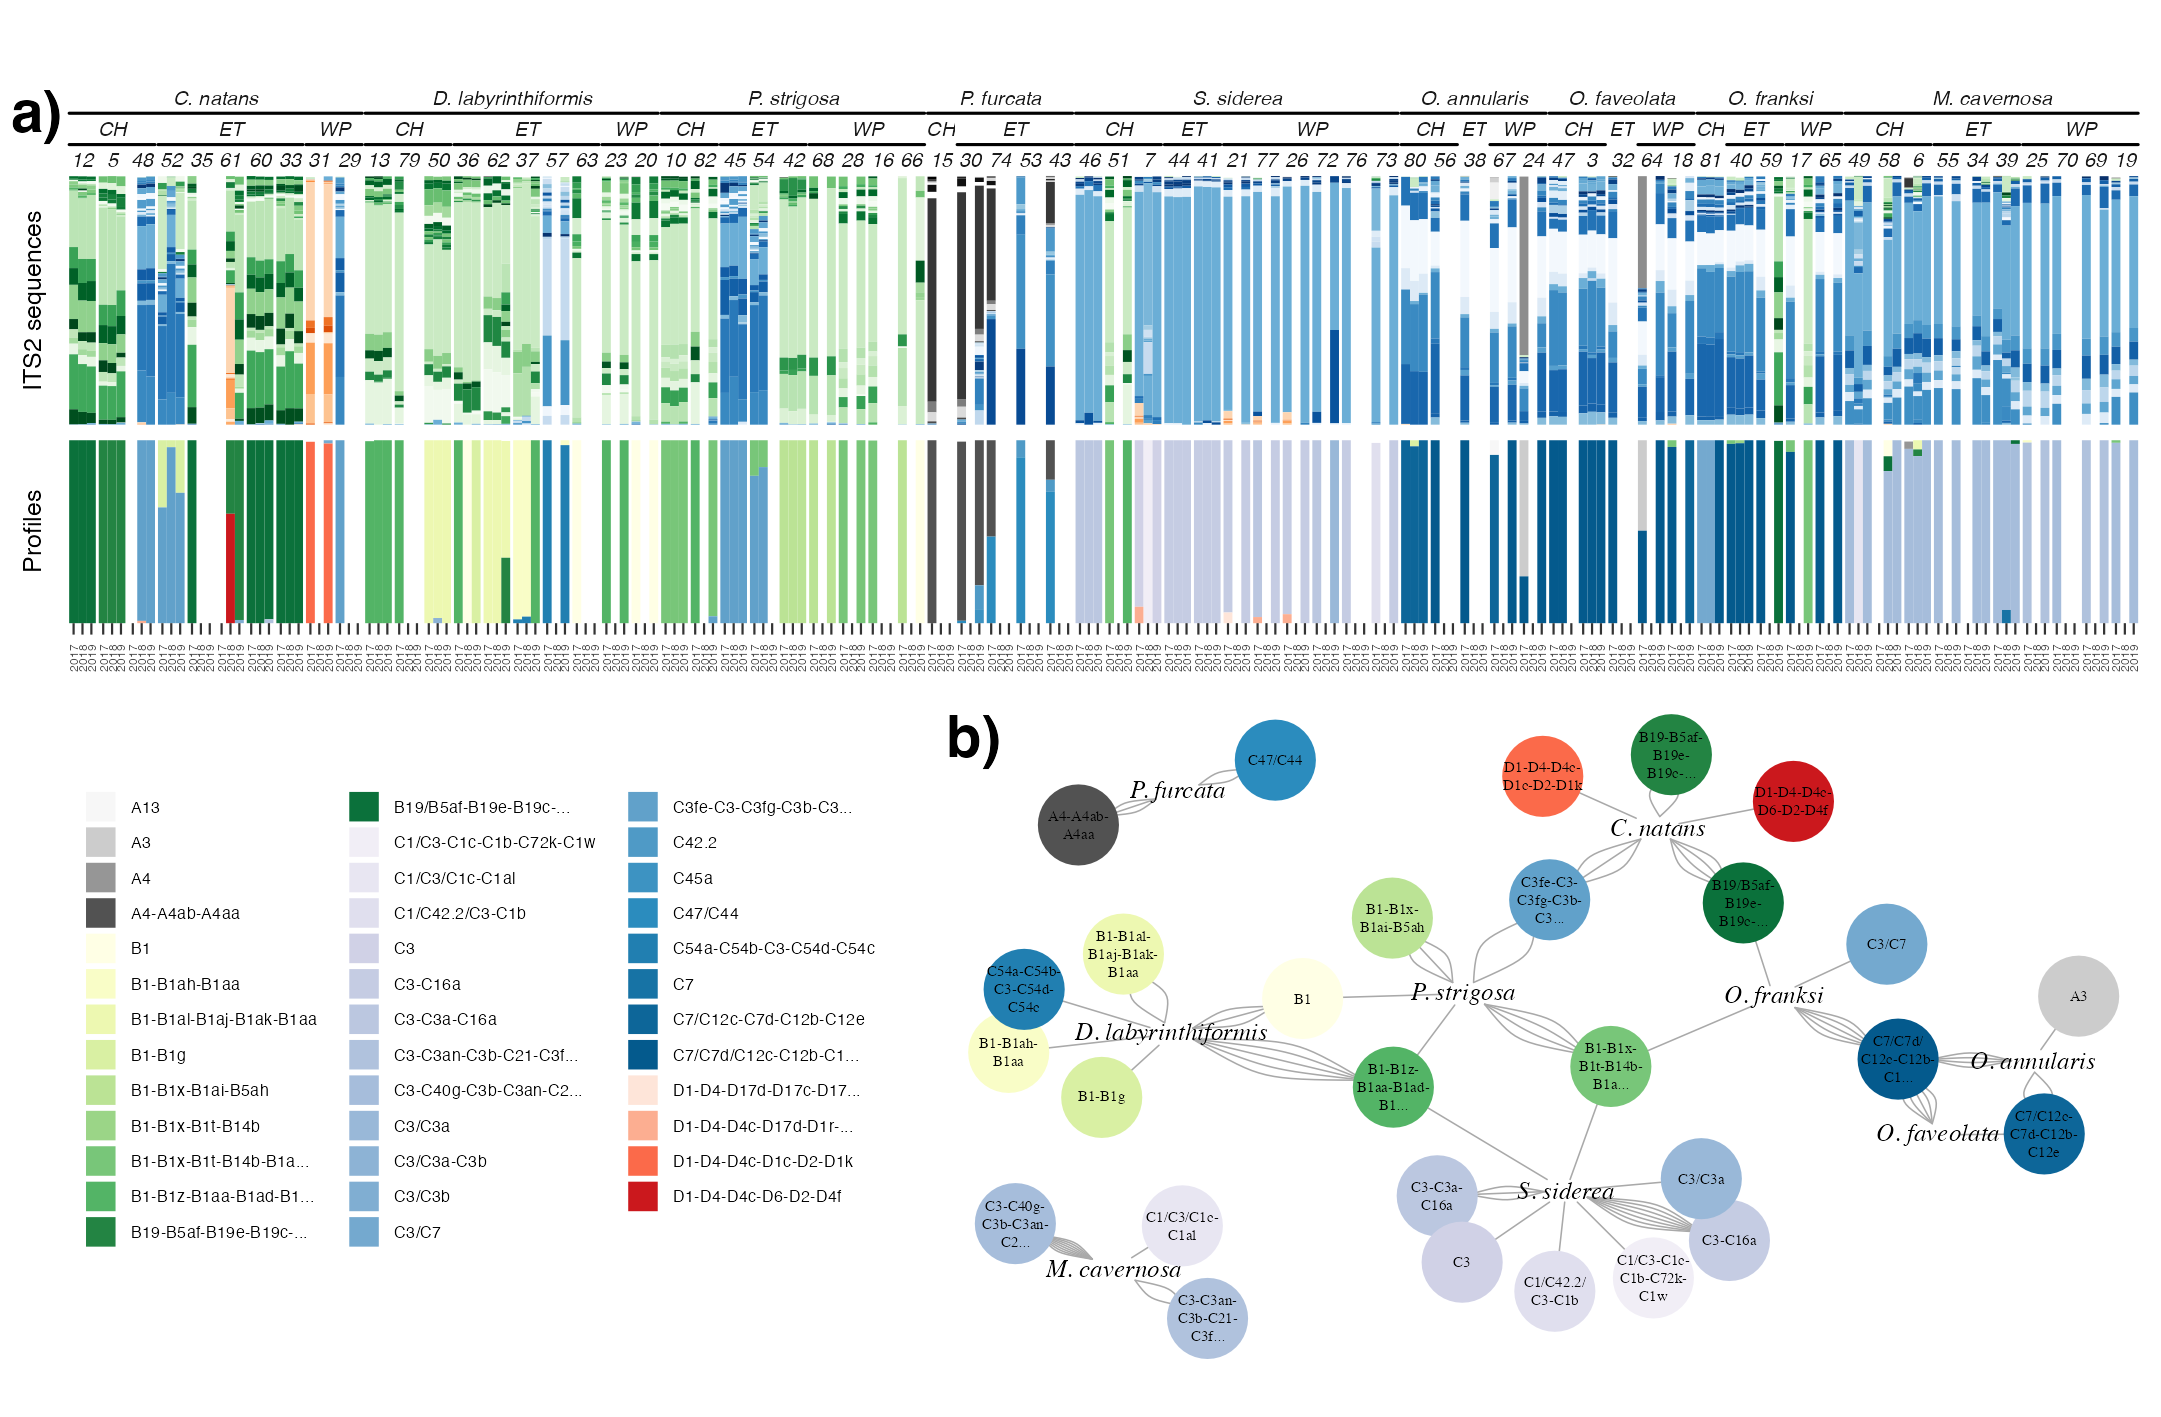 a)
C. natans D. labyrinthiformis P. strigosa P. furcata S. siderea O. annularis O. faveolata O. franksi M. cavernosa
CH ET WP CH ET WP CH ET WP CH ET CH ET WP CH ET WP CH ET WP CH ET WP CH ET WP
12 5 48 52 35 61 60 33 31 29 13 79 50 36 62 37 57 63 23 20 10 82 45 54 42 68 28 16 66 15 30 74 53 43 46 51 7 44 41 21 77 26 72 76 73 80 56 38 67 24 47 3 32 64 18 81 40 59 17 65 49 58 6 55 34 39 25 70 69 19
ITS2 sequences
Profiles
b)
A13
A3
A4
A4-A4ab-A4aa
B1
B1-B1ah-B1aa
B1-B1al-B1aj-B1ak-B1aa
B1-B1g
B1-B1x-B1ai-B5ah
B1-B1x-B1t-B14b
B1-B1x-B1t-B14b-B1a...
B1-B1z-B1aa-B1ad-B1...
B19-B5af-B19e-B19c-...
B19/B5af-B19e-B19c-...
C1/C3-C1c-C1b-C72k-C1w
C1/C3/C1c-C1al
C1/C42.2/C3-C1b
C3
C3-C16a
C3-C3a-C16a
C3-C3an-C3b-C21-C3f...
C3-C40g-C3b-C3an-C2...
C3/C3a
C3/C3a-C3b
C3/C3b
C3/C7
C3fe-C3-C3fg-C3b-C3...
C42.2
C45a
C47/C44
C54a-C54b-C3-C54d-C54c
C7
C7/C12c-C7d-C12b-C12e
C7/C7d/C12c-C12b-C1...
D1-D4-D17d-D17c-D17...
D1-D4-D4c-D17d-D1r-...
D1-D4-D4c-D1c-D2-D1k
D1-D4-D4c-D6-D2-D4f
C47/C44
P. furcata
A4-A4ab-
A4aa
D1-D4-D4c-
D1c-D2-D1k
B19-B5af-
B19e-
B19c-...
D1-D4-D4c-
D6-D2-D4f
C. natans
C3fe-C3-
C3fg-C3b-
C3...
B19/B5af-
B19e-
B19c-...
B1-B1x-
B1ai-B5ah
B1-B1al-
B1aj-B1ak-
B1aa
C54a-C54b-
C3-C54d-
C54c
B1
P. strigosa
C3/C7
O. franksi
A3
D. labyrinthiformis
B1-B1ah-
B1aa
B1-B1g
B1-B1z-
B1aa-B1ad-
B1...
B1-B1x-
B1t-B14b-
B1a...
C7/C7d/
C12c-C12b-
C1...
O. annularis
O. faveolata
C7/C12c-
C7d-C12b-
C12e
S. siderea
C3-C3a-
C16a
C3/C3a
C3
C1/C42.2/
C3-C1b
C1/C3-C1c-
C1b-C72k-
C1w
C3-C16a
C3-C40g-
C3b-C3an-
C2...
C1/C3/C1c-
C1al
M. cavernosa
C3-C3an-
C3b-C21-
C3f...